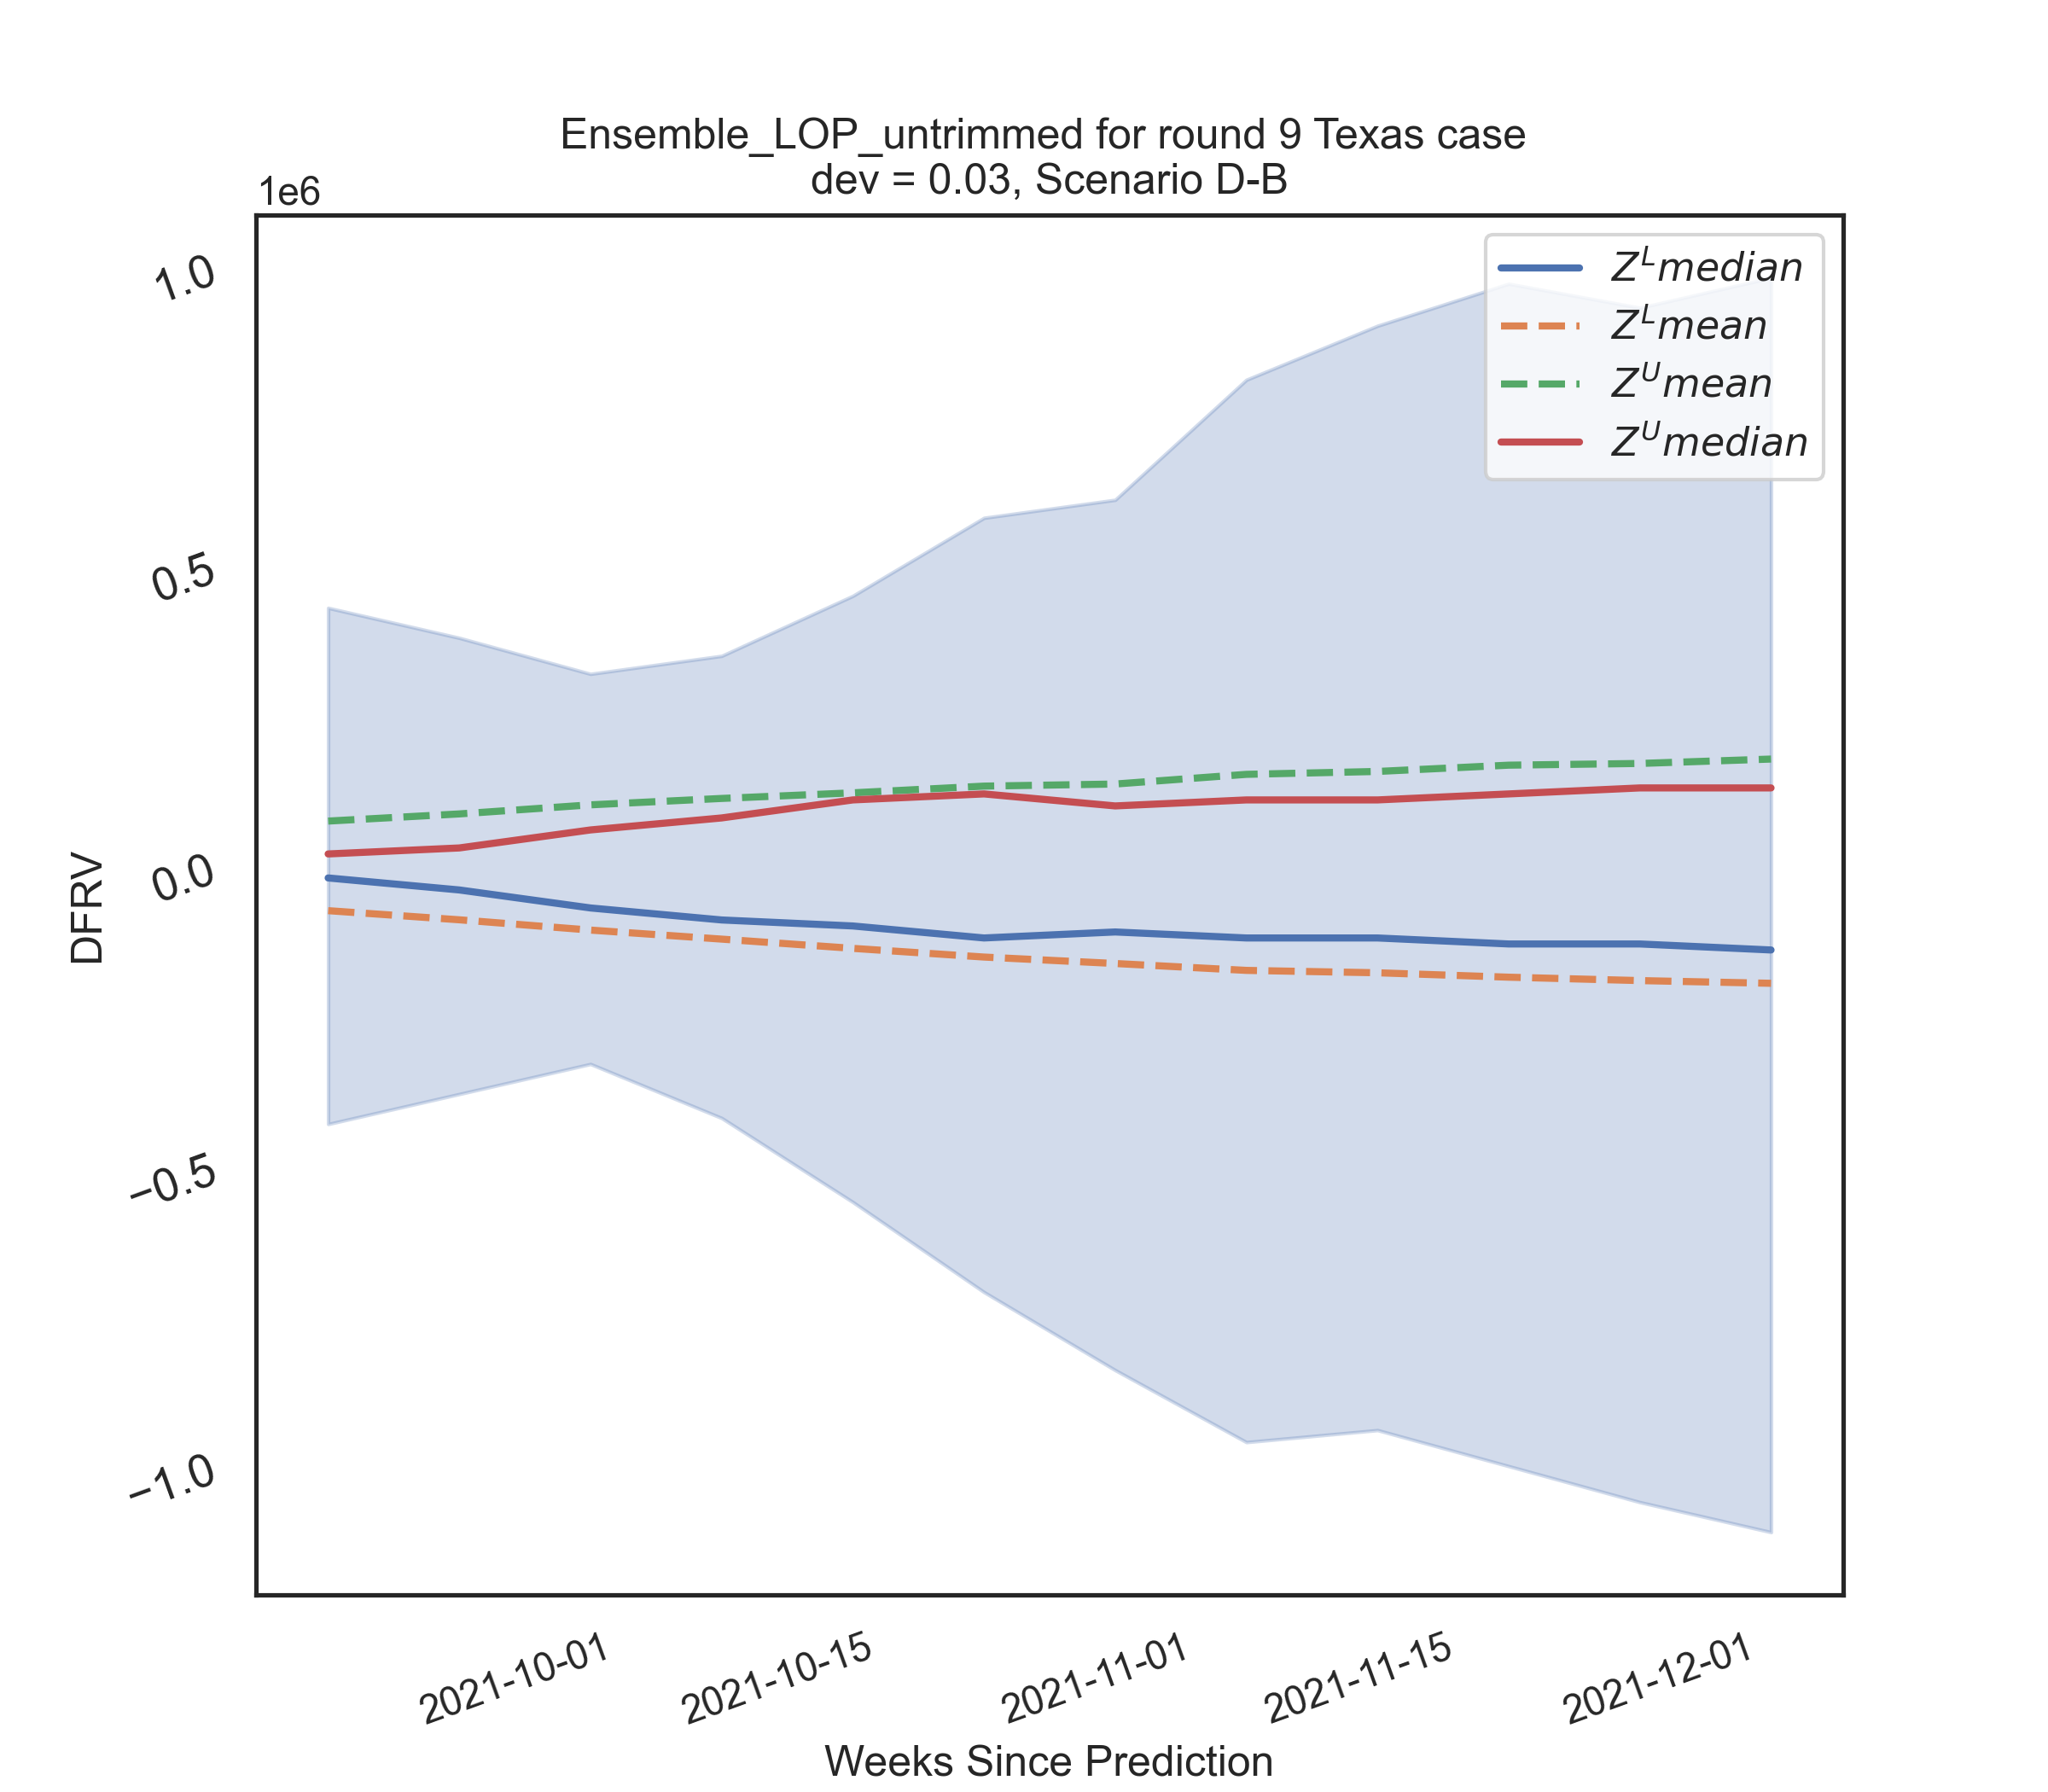 Ensemble_LOP_untrimmed for round 9 Texas case
dev = 0.03, Scenario D-B
1e6
1.0
0.5
0.0
−0.5
−1.0
DFRV
Z^L median
Z^L mean
Z^U mean
Z^U median
2021-10-01
2021-10-15
2021-11-01
2021-11-15
2021-12-01
Weeks Since Prediction